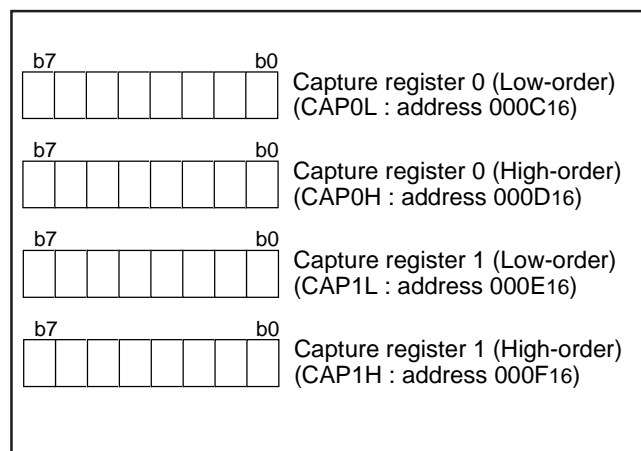 b7 b0
Capture register 0 (Low-order)
(CAP0L : address 000C16)
b7 b0
Capture register 0 (High-order)
(CAP0H : address 000D16)
b7 b0
Capture register 1 (Low-order)
(CAP1L : address 000E16)
b7 b0
Capture register 1 (High-order)
(CAP1H : address 000F16)